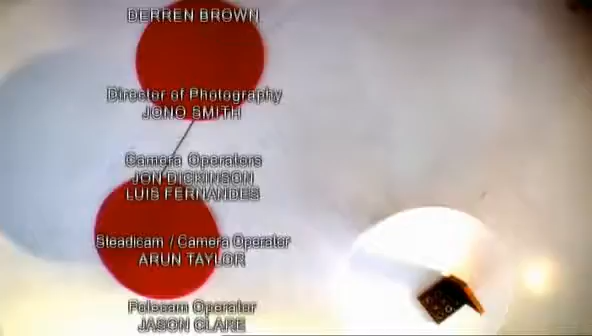 DERREN BROWN
Director of Photography
JONO SMITH
Camera Operators
JON DICKINSON
LUIS FERNANDES
Steadicam / Camera Operator
ARUN TAYLOR
Polecam Operator
JASON CLARE